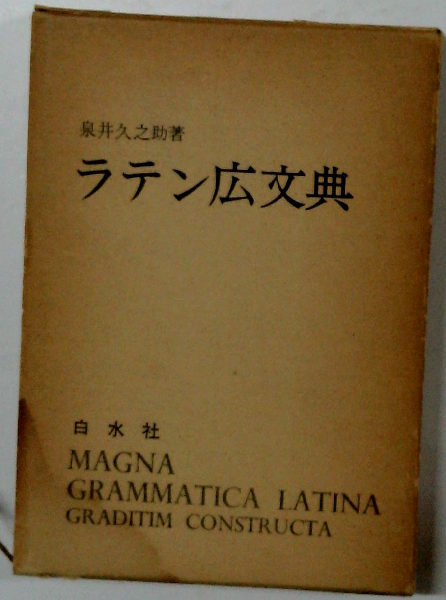 泉井久之助著
ラテン広文典
白水社
MAGNA
GRAMMATICA LATINA
GRADITIM CONSTRUCTA